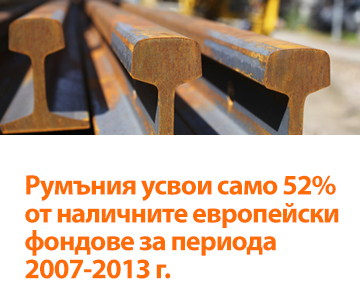 Румъния усвои само 52%
от наличните европейски
фондове за периода
2007-2013 г.